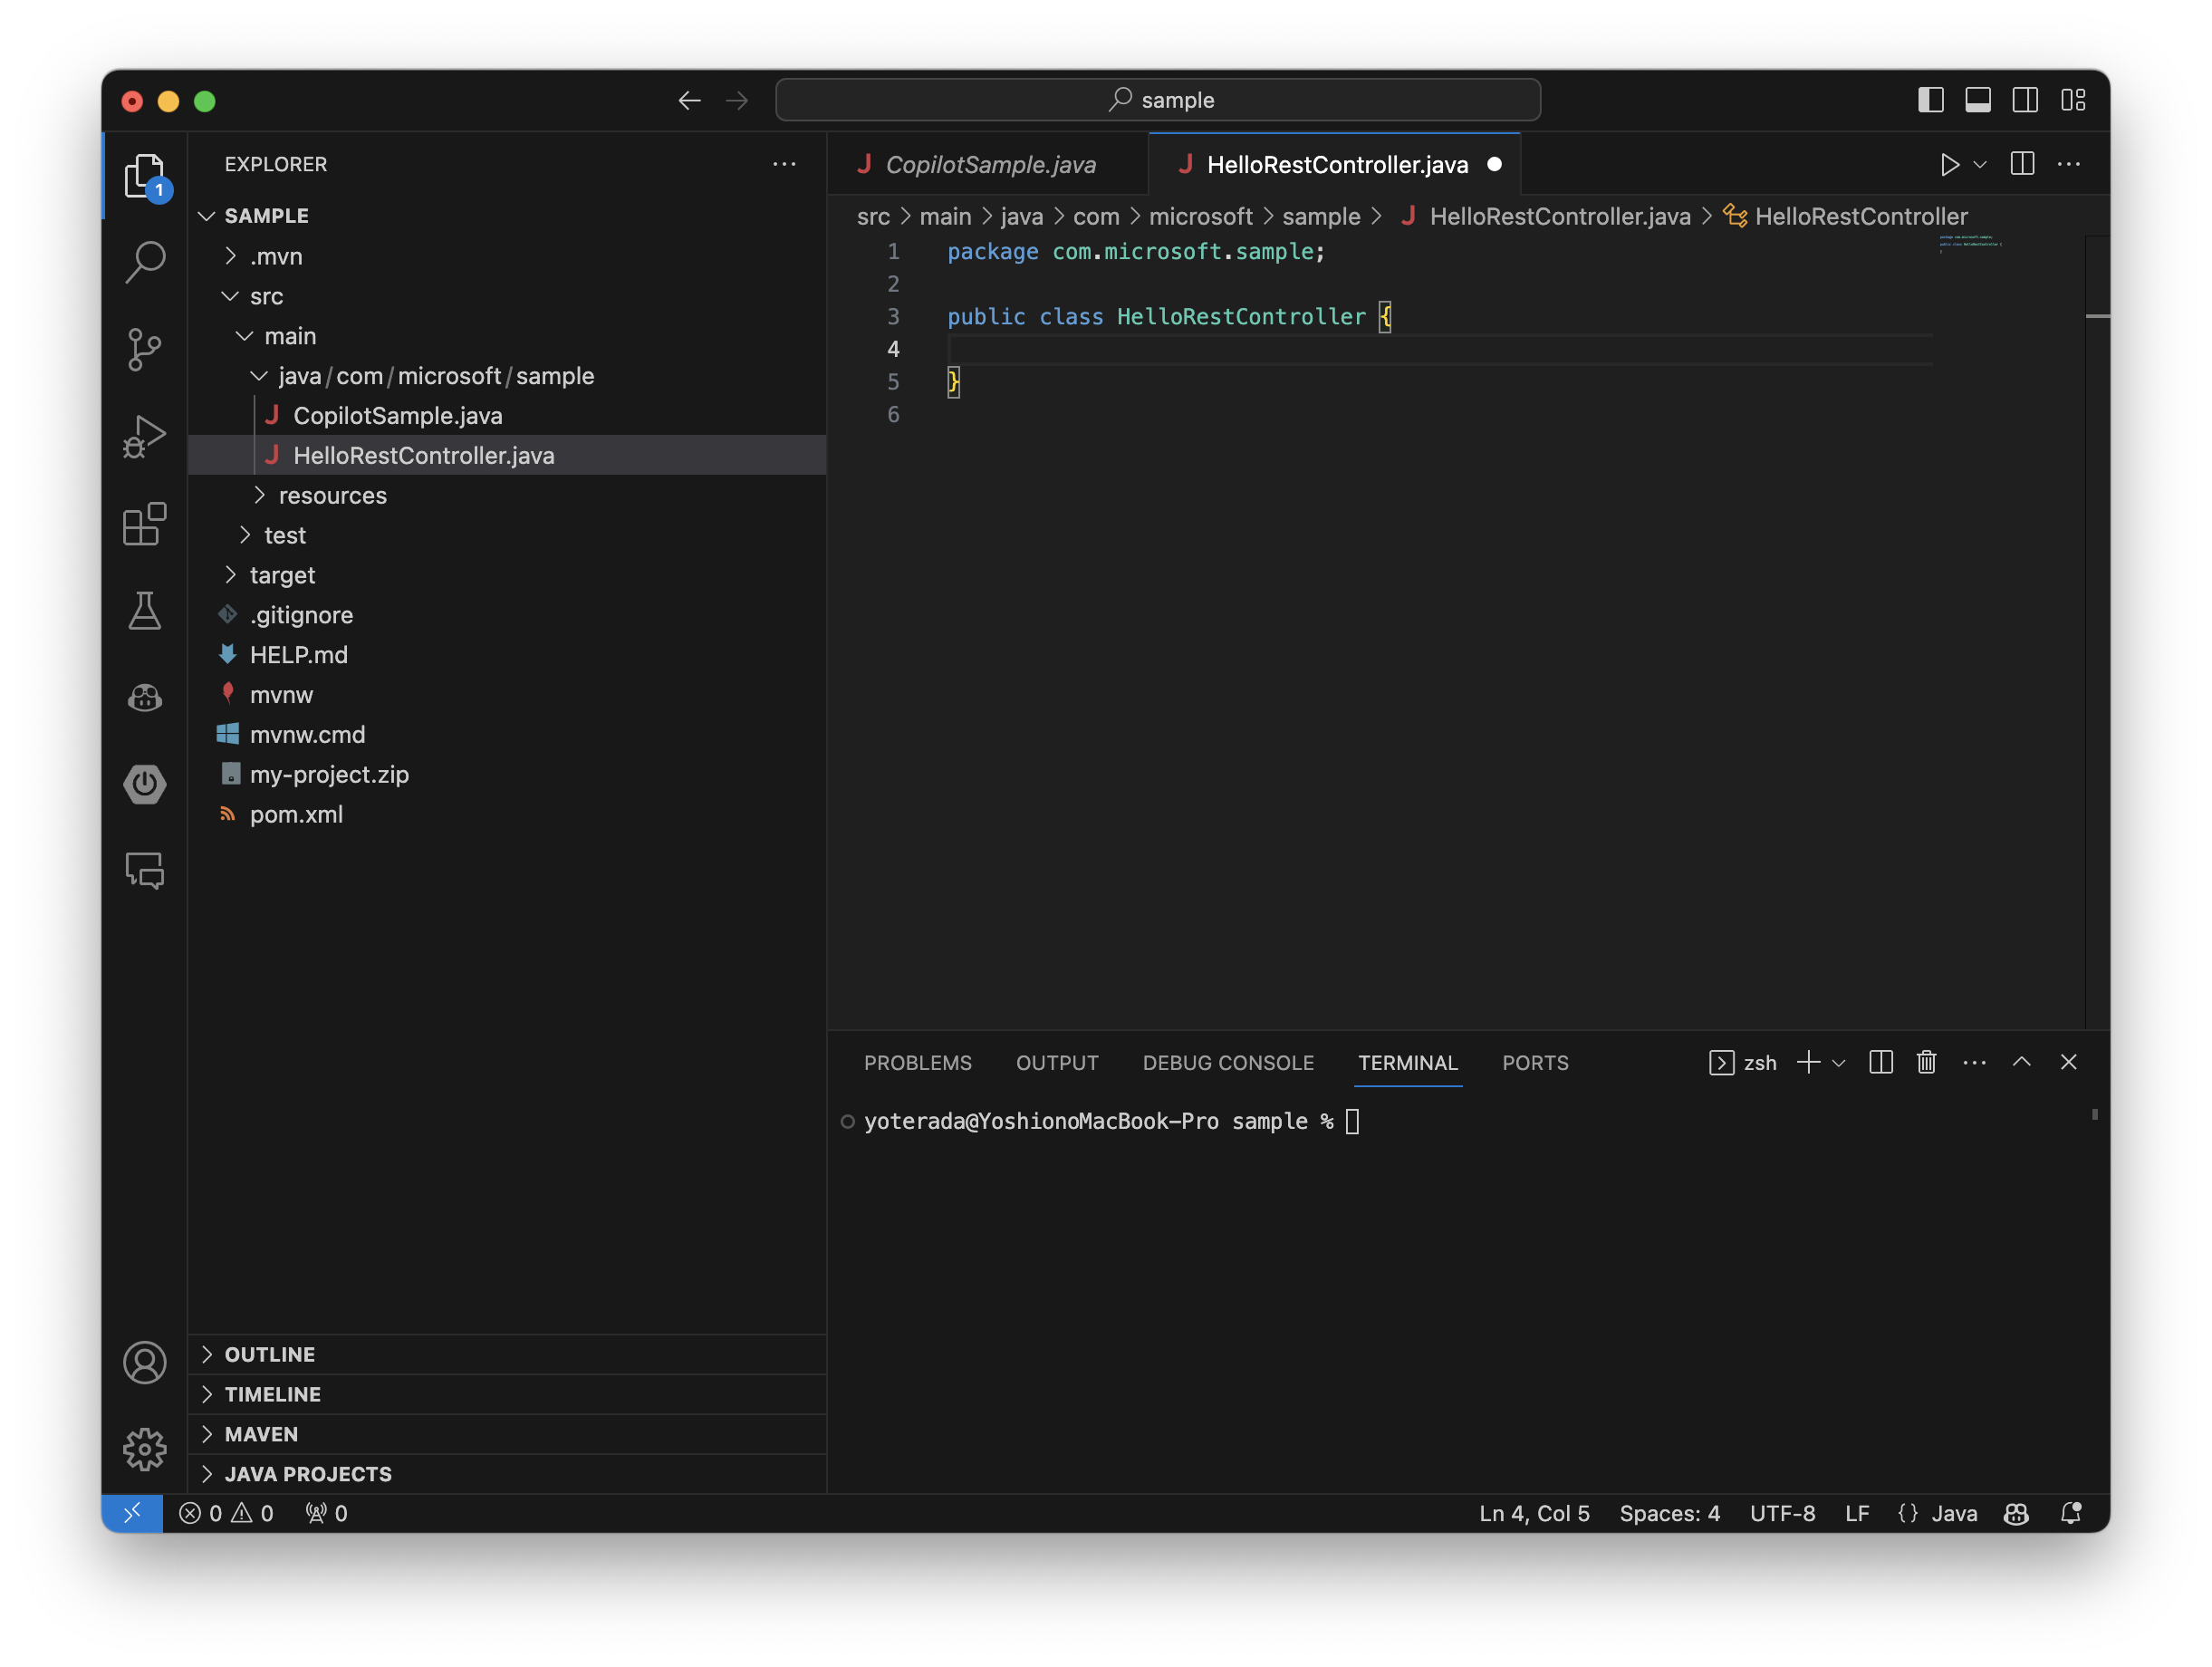 sample
EXPLORER
1
SAMPLE
.mvn
src
main
java/com/microsoft/sample
CopilotSample.java
HelloRestController.java
resources
test
target
.gitignore
HELP.md
mvnw
mvnw.cmd
my-project.zip
pom.xml
OUTLINE
TIMELINE
MAVEN
JAVA PROJECTS
CopilotSample.java
HelloRestController.java
src > main > java > com > microsoft > sample > HelloRestController.java > HelloRestController
1 package com.microsoft.sample;
2
3 public class HelloRestController {
4
5 }
6
PROBLEMS OUTPUT DEBUG CONSOLE TERMINAL PORTS zsh
yoterada@YoshionoMacBook-Pro sample %
0 0 0 Ln 4, Col 5 Spaces: 4 UTF-8 LF {} Java